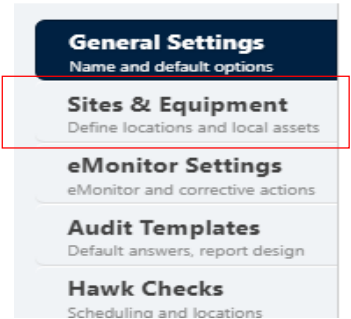 General Settings
Name and default options
Sites & Equipment
Define locations and local assets
eMonitor Settings
eMonitor and corrective actions
Audit Templates
Default answers, report design
Hawk Checks
Scheduling and locations